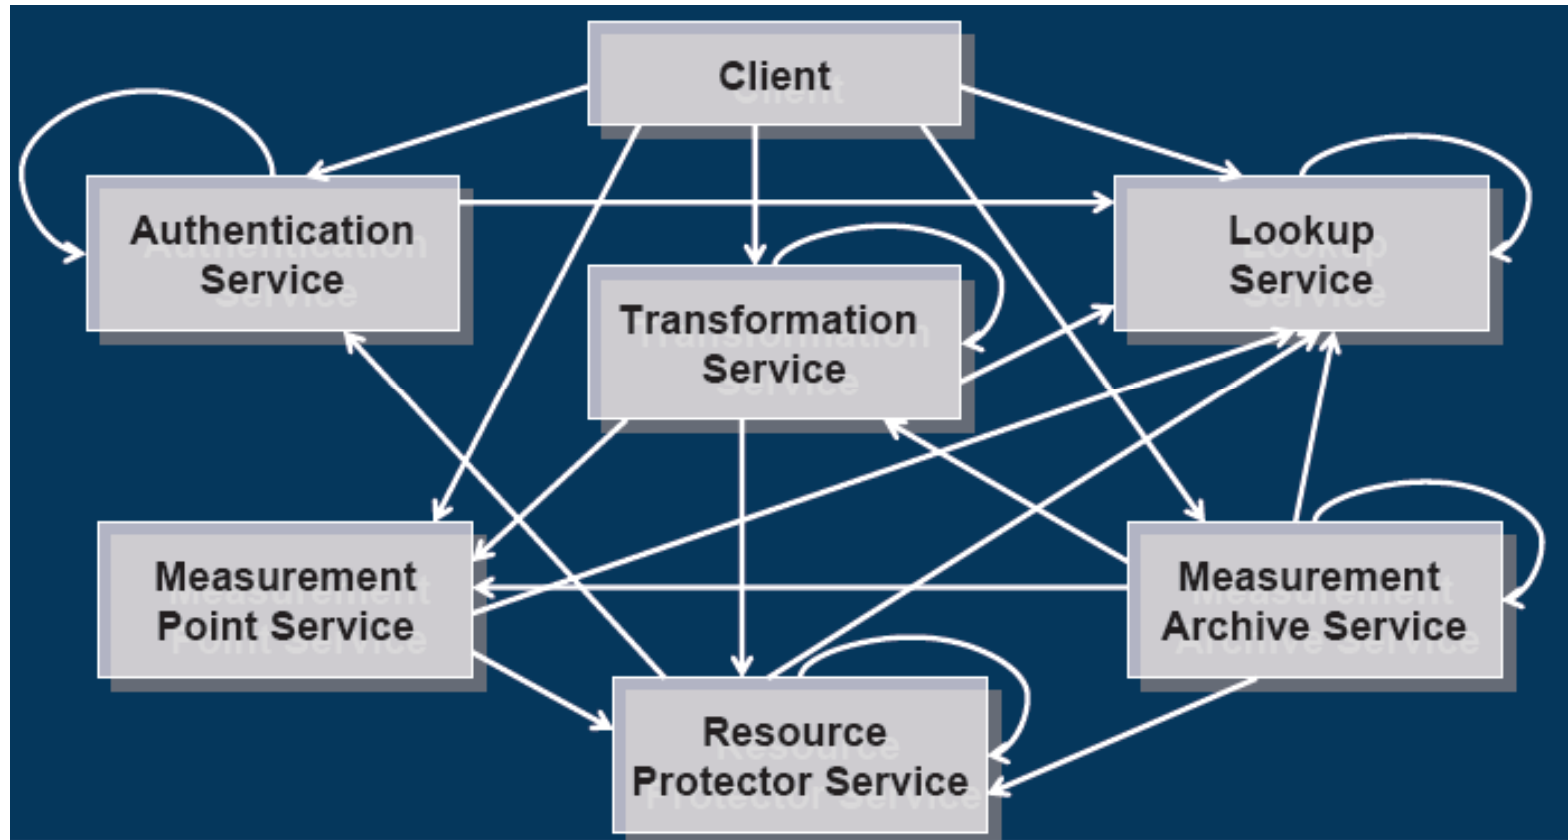 Client
Authentication
Service
Lookup
Service
Transformation
Service
Measurement
Point Service
Measurement
Archive Service
Resource
Protector Service